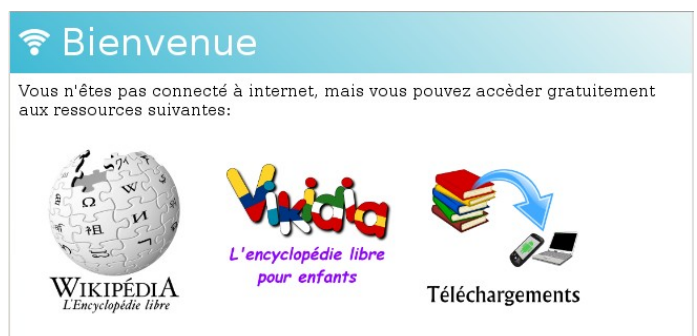 Bienvenue
Vous n'êtes pas connecté à internet, mais vous pouvez accèder gratuitement
aux ressources suivantes:
Ω
W
И
WIKIPÉDIA
L'Encyclopédie libre
Vikidia
L'encyclopédie libre
pour enfants
Téléchargements